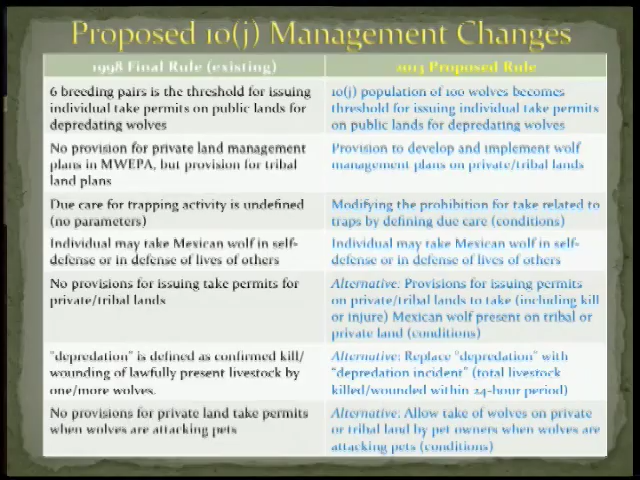 Proposed 10(j) Management Changes
1998 Final Rule (existing)
2013 Proposed Rule
6 breeding pairs is the threshold for issuing
individual take permits on public lands for
depredating wolves
10(j) population of 100 wolves becomes
threshold for issuing individual take permits
on public lands for depredating wolves
No provision for private land management
plans in MWEPA, but provision for tribal
land plans
Provision to develop and implement wolf
management plans on private/tribal lands
Due care for trapping activity is undefined
(no parameters)
Modifying the prohibition for take related to
traps by defining due care (conditions)
Individual may take Mexican wolf in self-
defense or in defense of lives of others
Individual may take Mexican wolf in self-
defense or in defense of lives of others
No provisions for issuing take permits for
private/tribal lands
Alternative: Provisions for issuing permits
on private/tribal lands to take (including kill
or injure) Mexican wolf present on tribal or
private land (conditions)
"depredation" is defined as confirmed kill/
wounding of lawfully present livestock by
one/more wolves.
Alternative: Replace "depredation" with
"depredation incident" (total livestock
killed/wounded within 24-hour period)
No provisions for private land take permits
when wolves are attacking pets
Alternative: Allow take of wolves on private
or tribal land by pet owners when wolves are
attacking pets (conditions)